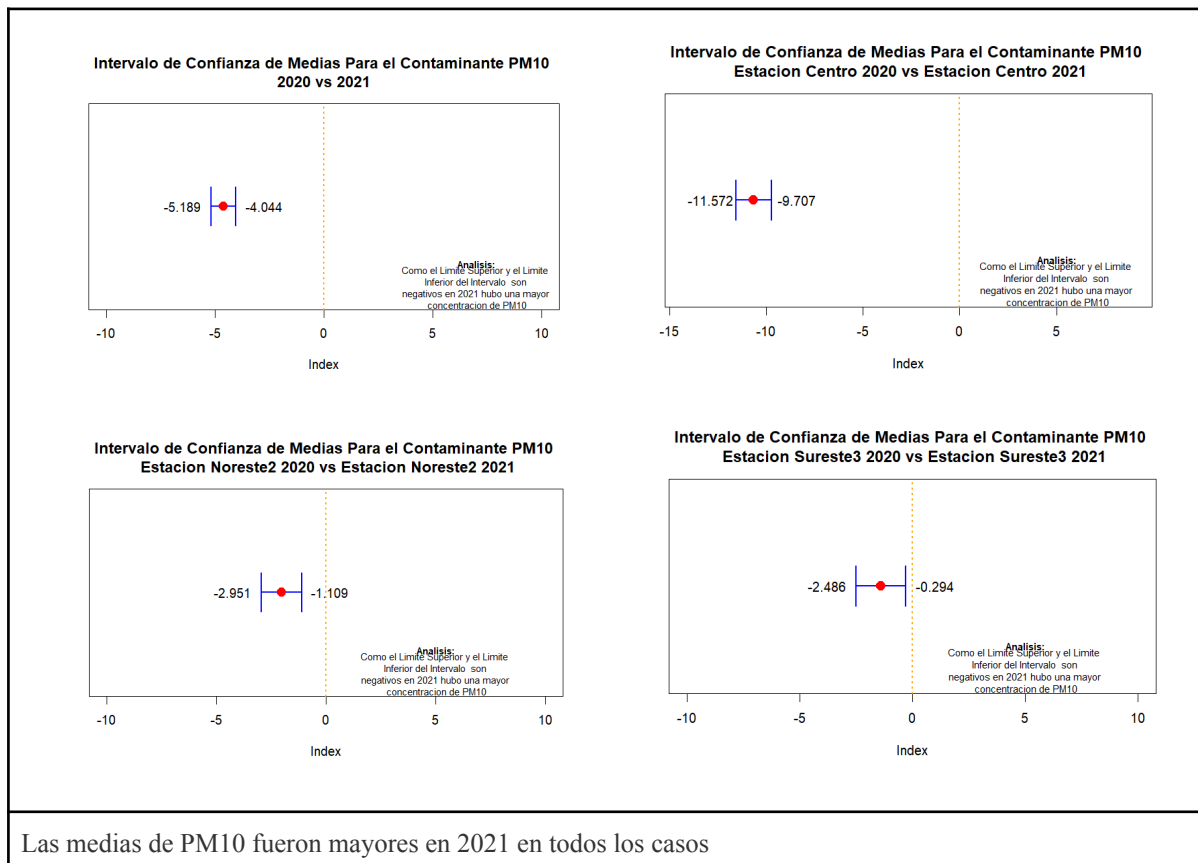 Intervalo de Confianza de Medias Para el Contaminante PM10
2020 vs 2021
-5.189
-4.044
Analisis:
Como el Limite Superior y el Limite
Inferior del Intervalo son
negativos en 2021 hubo una mayor
concentracion de PM10
-10
-5
0
5
10
Index
Intervalo de Confianza de Medias Para el Contaminante PM10
Estacion Centro 2020 vs Estacion Centro 2021
-11.572
-9.707
Analisis:
Como el Limite Superior y el Limite
Inferior del Intervalo son
negativos en 2021 hubo una mayor
concentracion de PM10
-15
-10
0
5
Index
Intervalo de Confianza de Medias Para el Contaminante PM10
Estacion Noreste2 2020 vs Estacion Noreste2 2021
-2.951
-1.109
Analisis:
Como el Limite Superior y el Limite
Inferior del Intervalo son
negativos en 2021 hubo una mayor
concentracion de PM10
-10
-5
0
5
10
Index
Intervalo de Confianza de Medias Para el Contaminante PM10
Estacion Sureste3 2020 vs Estacion Sureste3 2021
-2.486
-0.294
Analisis:
Como el Limite Superior y el Limite
Inferior del Intervalo son
negativos en 2021 hubo una mayor
concentracion de PM10
-10
-5
0
5
10
Index
Las medias de PM10 fueron mayores en 2021 en todos los casos